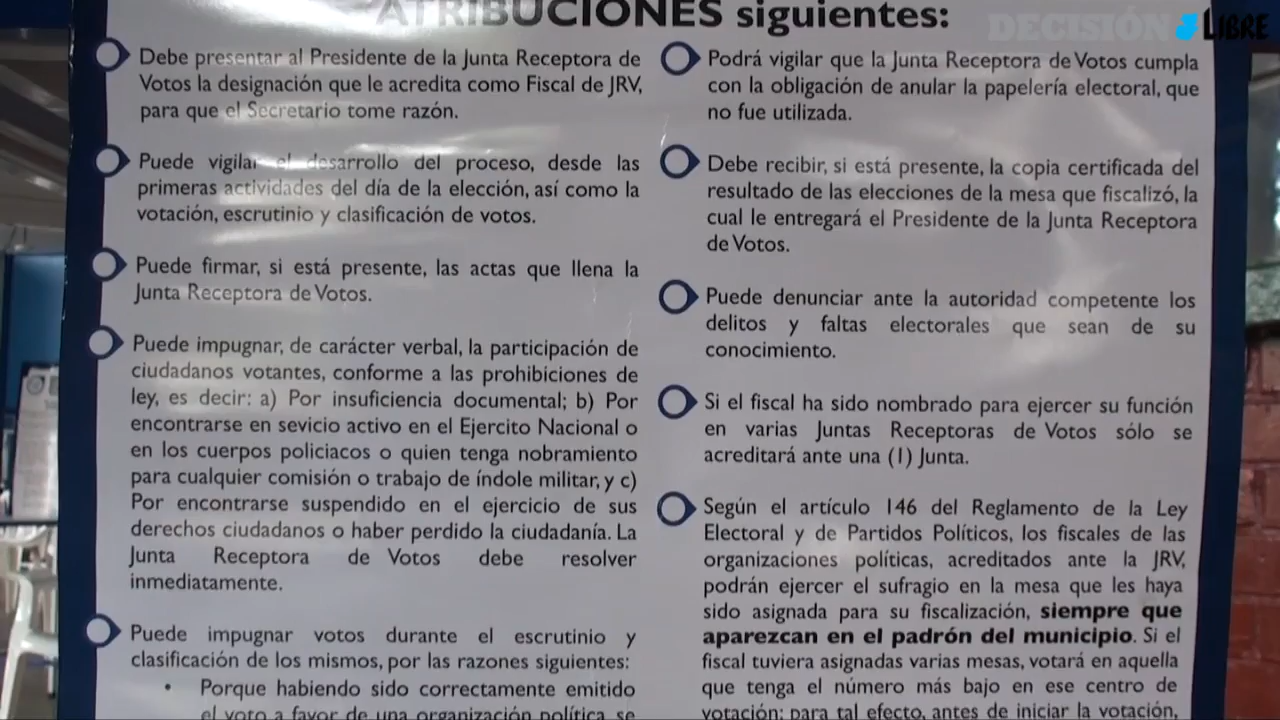 ATRIBUCIONES siguientes:
DECISIÓN LIBRE
Debe presentar al Presidente de la Junta Receptora de
Votos la designación que le acredita como Fiscal de JRV,
para que el Secretario tome razón.
Puede vigilar el desarrollo del proceso, desde las
primeras actividades del día de la elección, así como la
votación, escrutinio y clasificación de votos.
Puede firmar, si está presente, las actas que llena la
Junta Receptora de Votos.
Puede impugnar, de carácter verbal, la participación de
ciudadanos votantes, conforme a las prohibiciones de
ley, es decir: a) Por insuficiencia documental; b) Por
encontrarse en sevicio activo en el Ejercito Nacional o
en los cuerpos policiacos o quien tenga nobramiento
para cualquier comisión o trabajo de índole militar, y c)
Por encontrarse suspendido en el ejercicio de sus
derechos ciudadanos o haber perdido la ciudadanía. La
Junta Receptora de Votos debe resolver
inmediatamente.
Puede impugnar votos durante el escrutinio y
clasificación de los mismos, por las razones siguientes:
• Porque habiendo sido correctamente emitido
el voto a favor de una organización política se
Podrá vigilar que la Junta Receptora de Votos cumpla
con la obligación de anular la papelería electoral, que
no fue utilizada.
Debe recibir, si está presente, la copia certificada del
resultado de las elecciones de la mesa que fiscalizó, la
cual le entregará el Presidente de la Junta Receptora
de Votos.
Puede denunciar ante la autoridad competente los
delitos y faltas electorales que sean de su
conocimiento.
Si el fiscal ha sido nombrado para ejercer su función
en varias Juntas Receptoras de Votos sólo se
acreditará ante una (1) Junta.
Según el artículo 146 del Reglamento de la Ley
Electoral y de Partidos Políticos, los fiscales de las
organizaciones políticas, acreditados ante la JRV,
podrán ejercer el sufragio en la mesa que les haya
sido asignada para su fiscalización, siempre que
aparezcan en el padrón del municipio. Si el
fiscal tuviera asignadas varias mesas, votará en aquella
que tenga el número más bajo en ese centro de
votación; para tal efecto, antes de iniciar la votación,